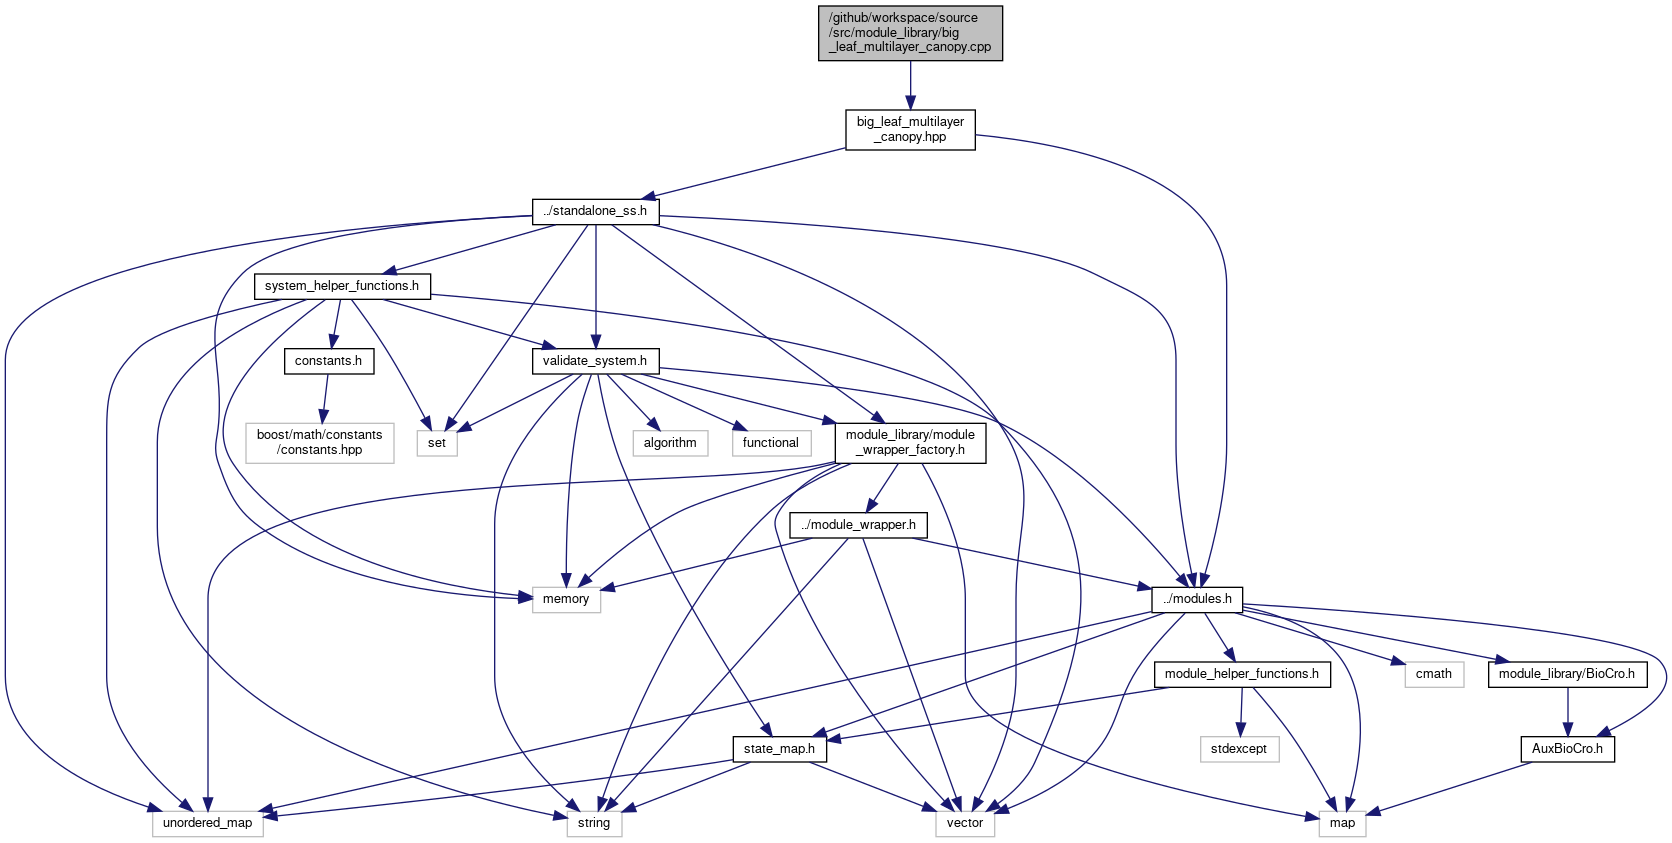 /github/workspace/source
/src/module_library/big
_leaf_multilayer_canopy.cpp
big_leaf_multilayer
_canopy.hpp
../standalone_ss.h
system_helper_functions.h
constants.h
validate_system.h
boost/math/constants
/constants.hpp
set
algorithm
functional
module_library/module
_wrapper_factory.h
../module_wrapper.h
memory
../modules.h
module_helper_functions.h
cmath
module_library/BioCro.h
state_map.h
stdexcept
AuxBioCro.h
unordered_map
string
vector
map